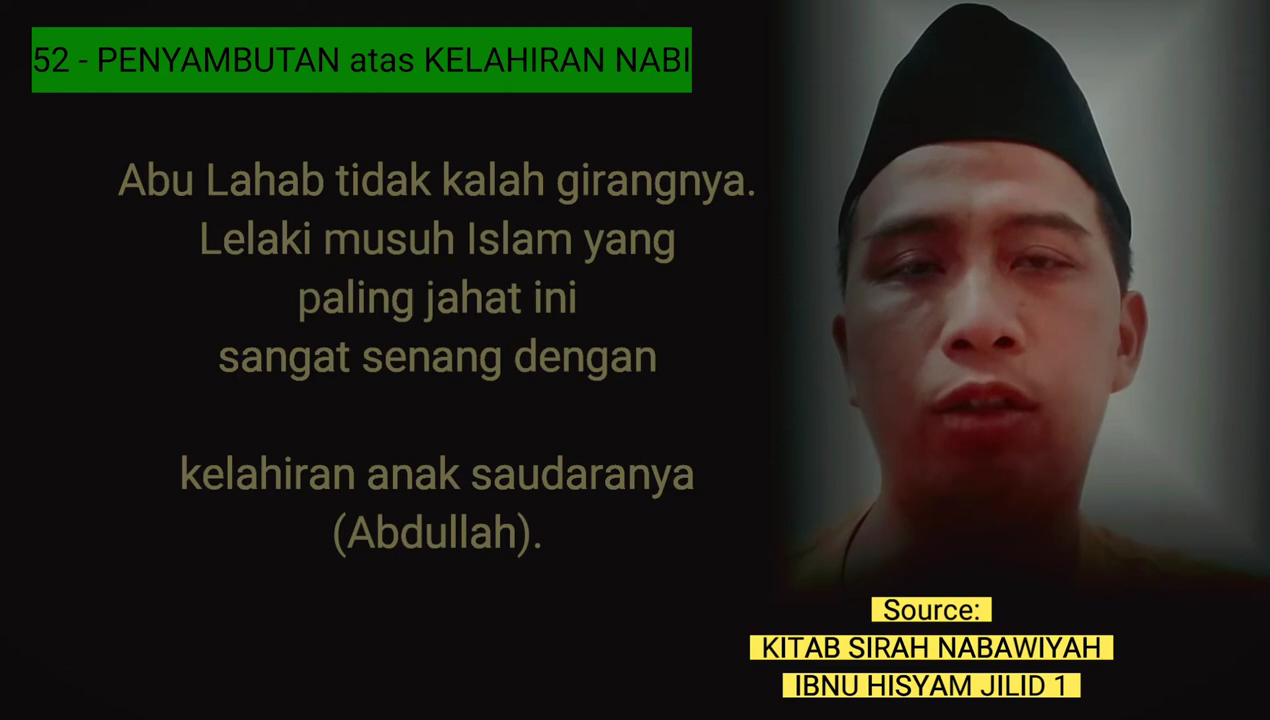 52 - PENYAMBUTAN atas KELAHIRAN NABI
Abu Lahab tidak kalah girangnya.
Lelaki musuh Islam yang
paling jahat ini
sangat senang dengan
kelahiran anak saudaranya
(Abdullah).
Source:
KITAB SIRAH NABAWIYAH
IBNU HISYAM JILID 1